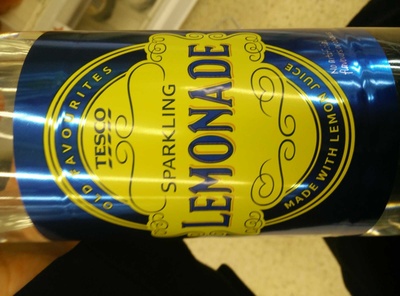 OLD FAVOURITES
TESCO
SPARKLING
LEMONADE
MADE WITH LEMON JUICE